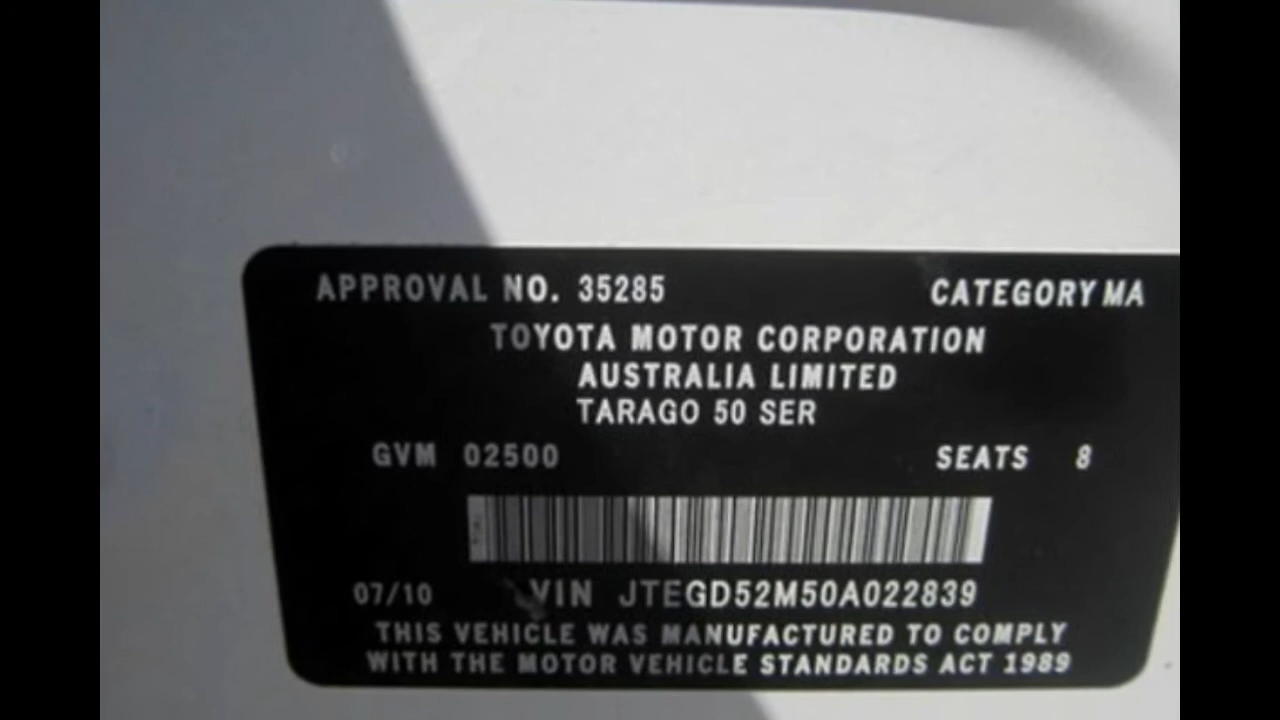 APPROVAL NO. 35285 CATEGORY MA
TOYOTA MOTOR CORPORATION
AUSTRALIA LIMITED
TARAGO 50 SER
GVM 02500 SEATS 8
07/10 VIN JTEGD52M50A022839
THIS VEHICLE WAS MANUFACTURED TO COMPLY
WITH THE MOTOR VEHICLE STANDARDS ACT 1989